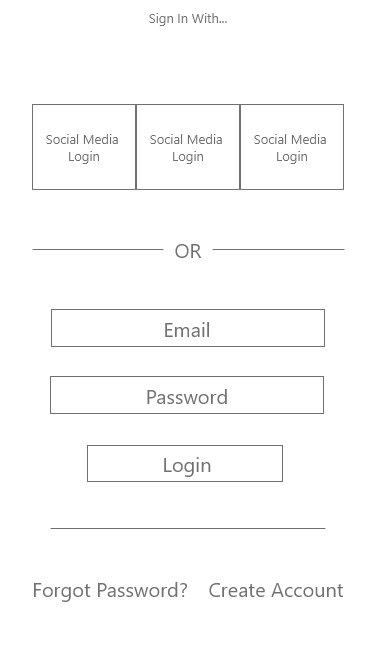 Sign In With...
Social Media Login
Social Media Login
Social Media Login
OR
Email
Password
Login
Forgot Password? Create Account